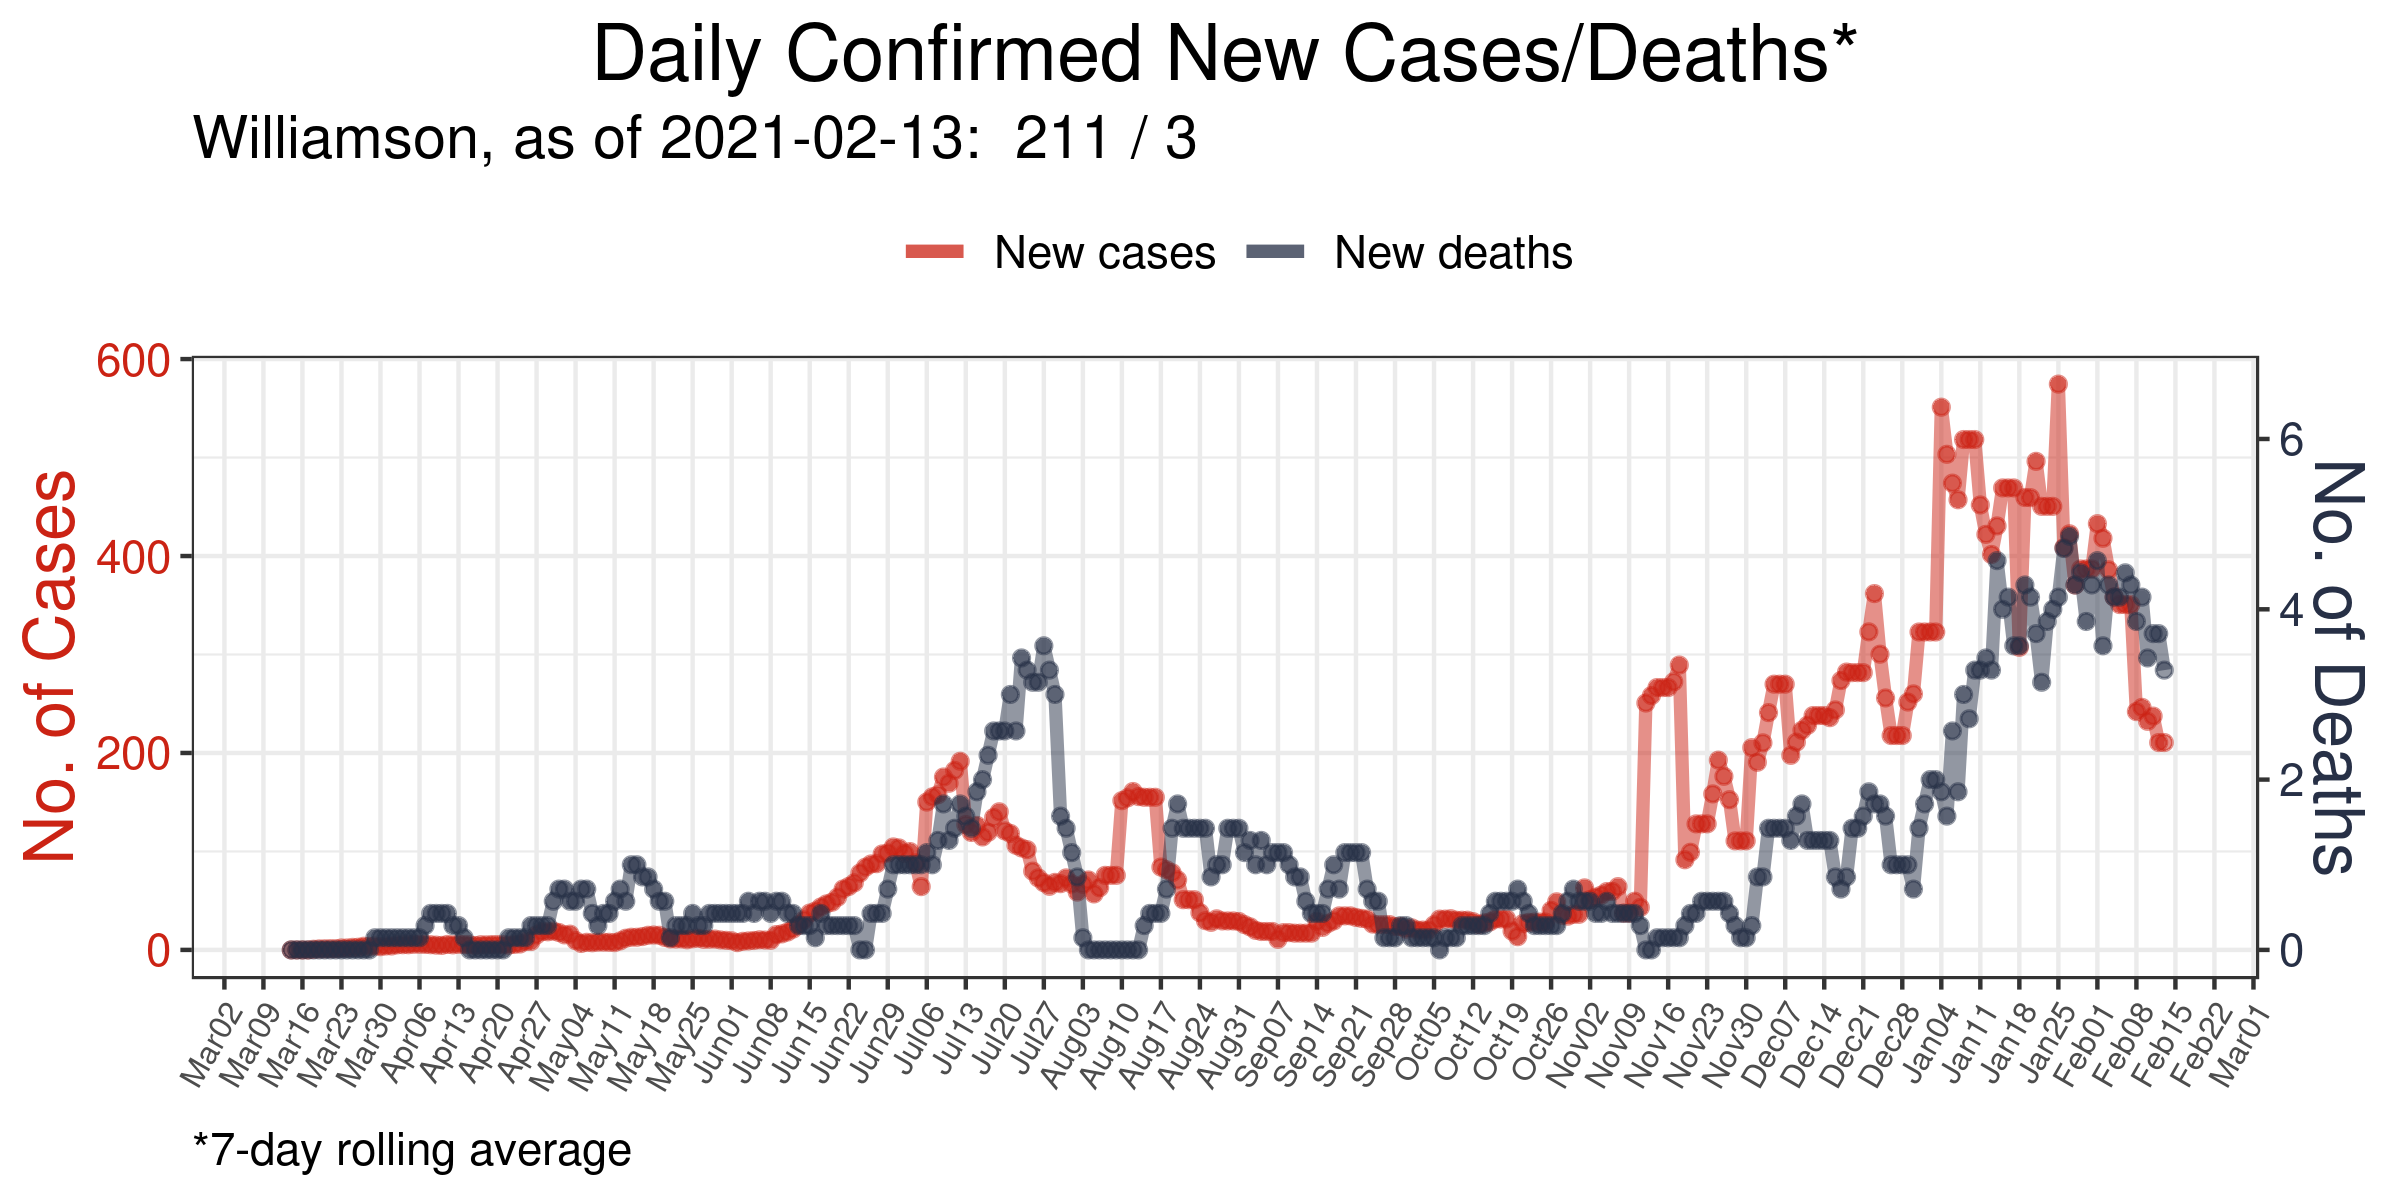 Daily Confirmed New Cases/Deaths*
Williamson, as of 2021-02-13:  211 / 3
New cases
New deaths
No. of Cases
600
400
200
0
No. of Deaths
6
4
2
0
Mar02
Mar09
Mar16
Mar23
Mar30
Apr06
Apr13
Apr20
Apr27
May04
May11
May18
May25
Jun01
Jun08
Jun15
Jun22
Jun29
Jul06
Jul13
Jul20
Jul27
Aug03
Aug10
Aug17
Aug24
Aug31
Sep07
Sep14
Sep21
Sep28
Oct05
Oct12
Oct19
Oct26
Nov02
Nov09
Nov16
Nov23
Nov30
Dec07
Dec14
Dec21
Dec28
Jan04
Jan11
Jan18
Jan25
Feb01
Feb08
Feb15
Feb22
Mar01
*7-day rolling average